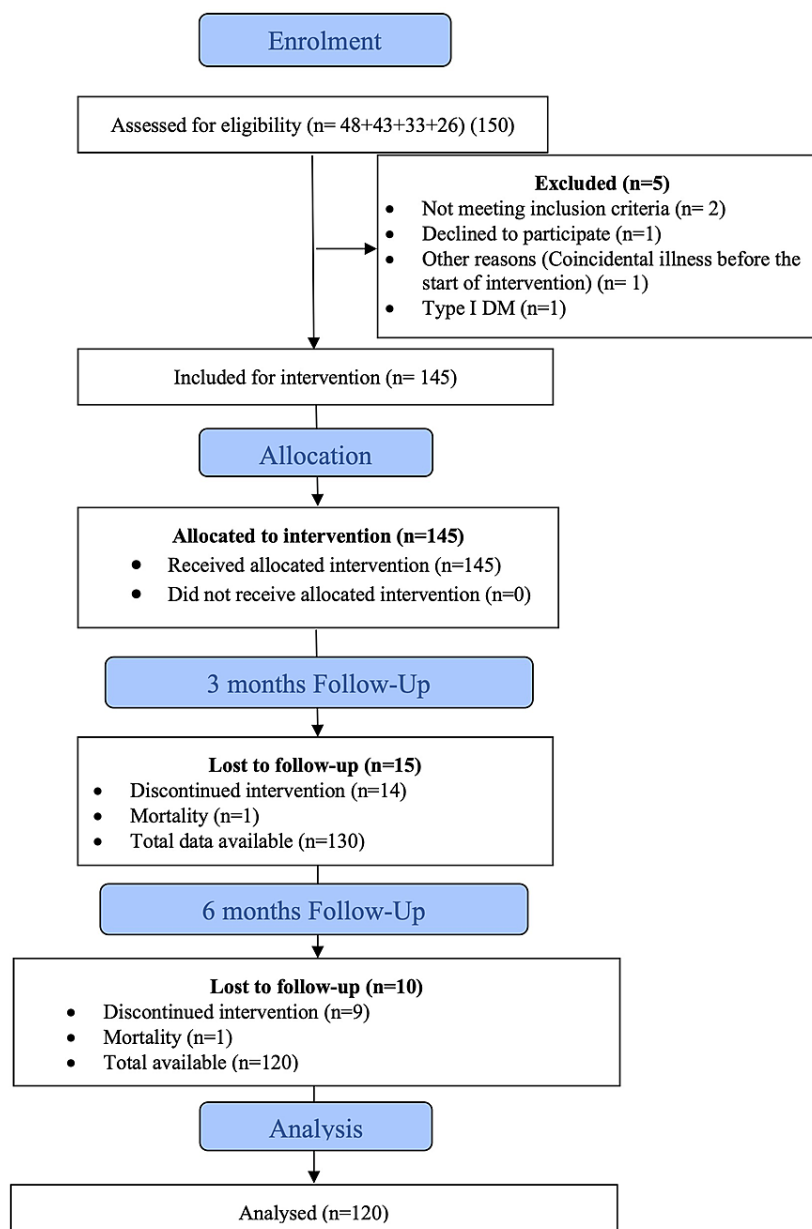 Enrolment
Assessed for eligibility (n= 48+43+33+26) (150)
Excluded (n=5)
• Not meeting inclusion criteria (n= 2)
• Declined to participate (n=1)
• Other reasons (Coincidental illness before the
start of intervention) (n= 1)
• Type I DM (n=1)
Included for intervention (n= 145)
Allocation
Allocated to intervention (n=145)
• Received allocated intervention (n=145)
• Did not receive allocated intervention (n=0)
3 months Follow-Up
Lost to follow-up (n=15)
• Discontinued intervention (n=14)
• Mortality (n=1)
• Total data available (n=130)
6 months Follow-Up
Lost to follow-up (n=10)
• Discontinued intervention (n=9)
• Mortality (n=1)
• Total available (n=120)
Analysis
Analysed (n=120)